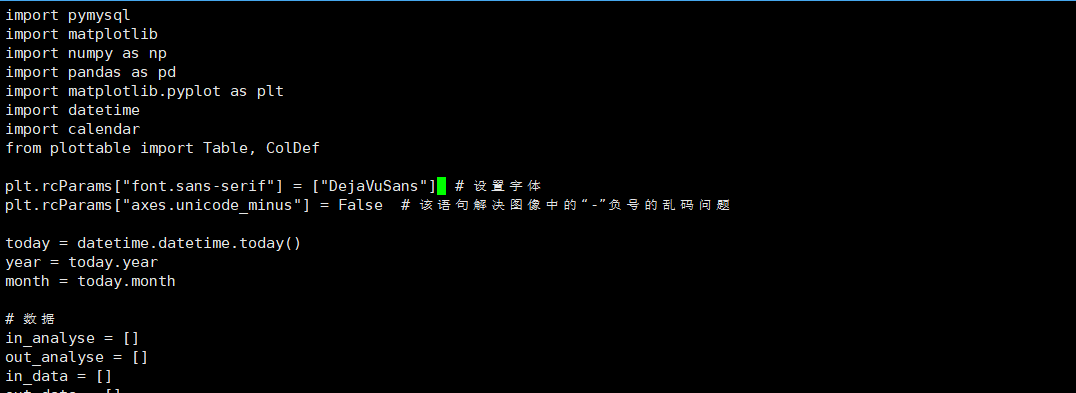 import pymysql
import matplotlib
import numpy as np
import pandas as pd
import matplotlib.pyplot as plt
import datetime
import calendar
from plottable import Table, ColDef
plt.rcParams["font.sans-serif"] = ["DejaVuSans"]  # 设置字体
plt.rcParams["axes.unicode_minus"] = False  # 该语句解决图像中的“-”负号的乱码问题
today = datetime.datetime.today()
year = today.year
month = today.month
# 数据
in_analyse = []
out_analyse = []
in_data = []